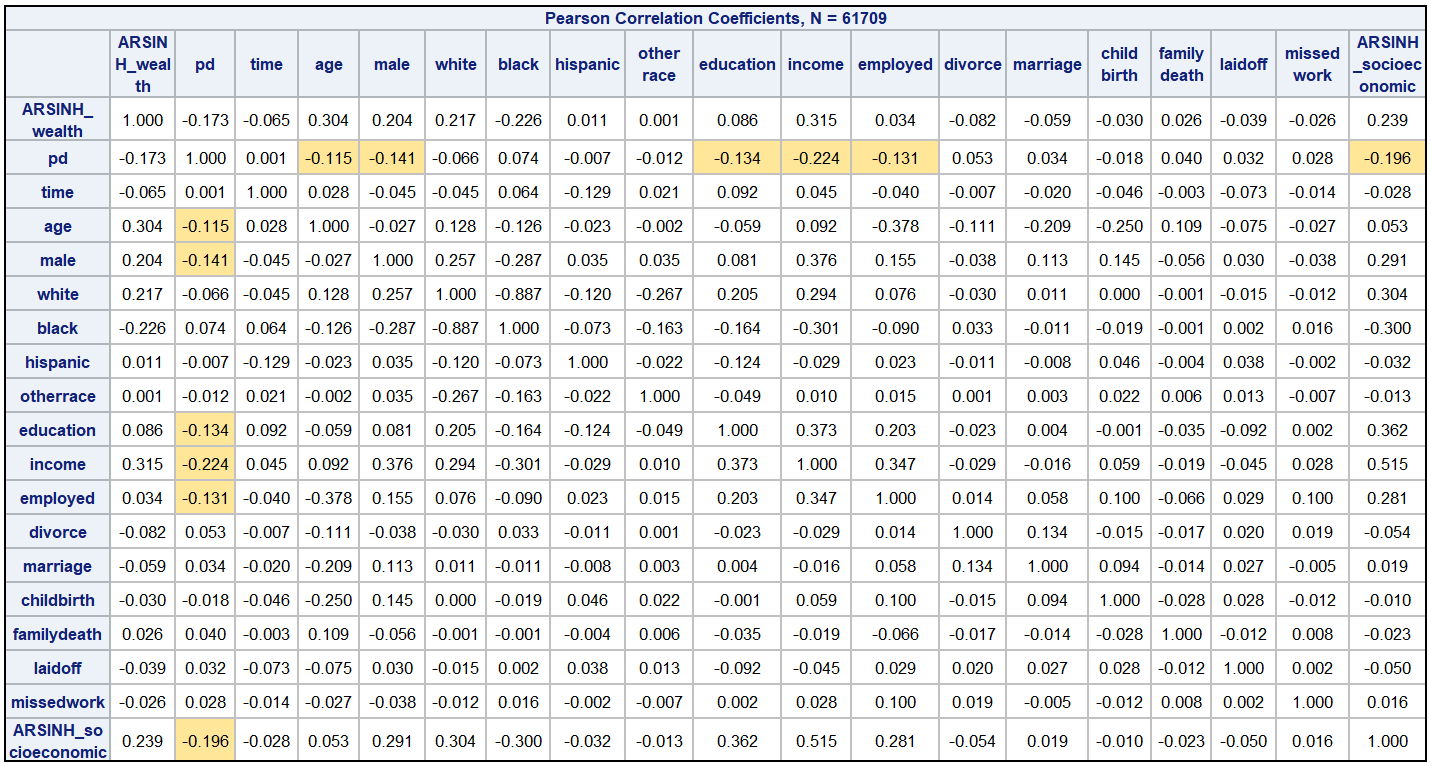 Pearson Correlation Coefficients, N = 61709
ARSIN H_weal th pd time age male white black hispanic other race education income employed divorce marriage child birth family death laidoff missed work ARSINH _socioec onomic
ARSINH_ wealth 1.000 -0.173 -0.065 0.304 0.204 0.217 -0.226 0.011 0.001 0.086 0.315 0.034 -0.082 -0.059 -0.030 0.026 -0.039 -0.026 0.239
pd -0.173 1.000 0.001 -0.115 -0.141 -0.066 0.074 -0.007 -0.012 -0.134 -0.224 -0.131 0.053 0.034 -0.018 0.040 0.032 0.028 -0.196
time -0.065 0.001 1.000 0.028 -0.045 -0.045 0.064 -0.129 0.021 0.092 0.045 -0.040 -0.007 -0.020 -0.046 -0.003 -0.073 -0.014 -0.028
age 0.304 -0.115 0.028 1.000 -0.027 0.128 -0.126 -0.023 -0.002 -0.059 0.092 -0.378 -0.111 -0.209 -0.250 0.109 -0.075 -0.027 0.053
male 0.204 -0.141 -0.045 -0.027 1.000 0.257 -0.287 0.035 0.035 0.081 0.376 0.155 -0.038 0.113 0.145 -0.056 0.030 -0.038 0.291
white 0.217 -0.066 -0.045 0.128 0.257 1.000 -0.887 -0.120 -0.267 0.205 0.294 0.076 -0.030 0.011 0.000 -0.001 -0.015 -0.012 0.304
black -0.226 0.074 0.064 -0.126 -0.287 -0.887 1.000 -0.073 -0.163 -0.164 -0.301 -0.090 0.033 -0.011 -0.019 -0.001 0.002 0.016 -0.300
hispanic 0.011 -0.007 -0.129 -0.023 0.035 -0.120 -0.073 1.000 -0.022 -0.124 -0.029 0.023 -0.011 -0.008 0.046 -0.004 0.038 -0.002 -0.032
otherrace 0.001 -0.012 0.021 -0.002 0.035 -0.267 -0.163 -0.022 1.000 -0.049 0.010 0.015 0.001 0.003 0.022 0.006 0.013 -0.007 -0.013
education 0.086 -0.134 0.092 -0.059 0.081 0.205 -0.164 -0.124 -0.049 1.000 0.373 0.203 -0.023 0.004 -0.001 -0.035 -0.092 0.002 0.362
income 0.315 -0.224 0.045 0.092 0.376 0.294 -0.301 -0.029 0.010 0.373 1.000 0.347 -0.029 -0.016 0.059 -0.019 -0.045 0.028 0.515
employed 0.034 -0.131 -0.040 -0.378 0.155 0.076 -0.090 0.023 0.015 0.203 0.347 1.000 0.014 0.058 0.100 -0.066 0.029 0.100 0.281
divorce -0.082 0.053 -0.007 -0.111 -0.038 -0.030 0.033 -0.011 0.001 -0.023 -0.029 0.014 1.000 0.134 -0.015 -0.017 0.020 0.019 -0.054
marriage -0.059 0.034 -0.020 -0.209 0.113 0.011 -0.011 -0.008 0.003 0.004 -0.016 0.058 0.134 1.000 0.094 -0.014 0.027 -0.005 0.019
childbirth -0.030 -0.018 -0.046 -0.250 0.145 0.000 -0.019 0.046 0.022 -0.001 0.059 0.100 -0.015 0.094 1.000 -0.028 0.028 -0.012 -0.010
familydeath 0.026 0.040 -0.003 0.109 -0.056 -0.001 -0.001 -0.004 0.006 -0.035 -0.019 -0.066 -0.017 -0.014 -0.028 1.000 -0.012 0.008 -0.023
laidoff -0.039 0.032 -0.073 -0.075 0.030 -0.015 0.002 0.038 0.013 -0.092 -0.045 0.029 0.020 0.027 0.028 -0.012 1.000 0.002 -0.050
missedwork -0.026 0.028 -0.014 -0.027 -0.038 -0.012 0.016 -0.002 -0.007 0.002 0.028 0.100 0.019 -0.005 -0.012 0.008 0.002 1.000 0.016
ARSINH_so cioeconomic 0.239 -0.196 -0.028 0.053 0.291 0.304 -0.300 -0.032 -0.013 0.362 0.515 0.281 -0.054 0.019 -0.010 -0.023 -0.050 0.016 1.000